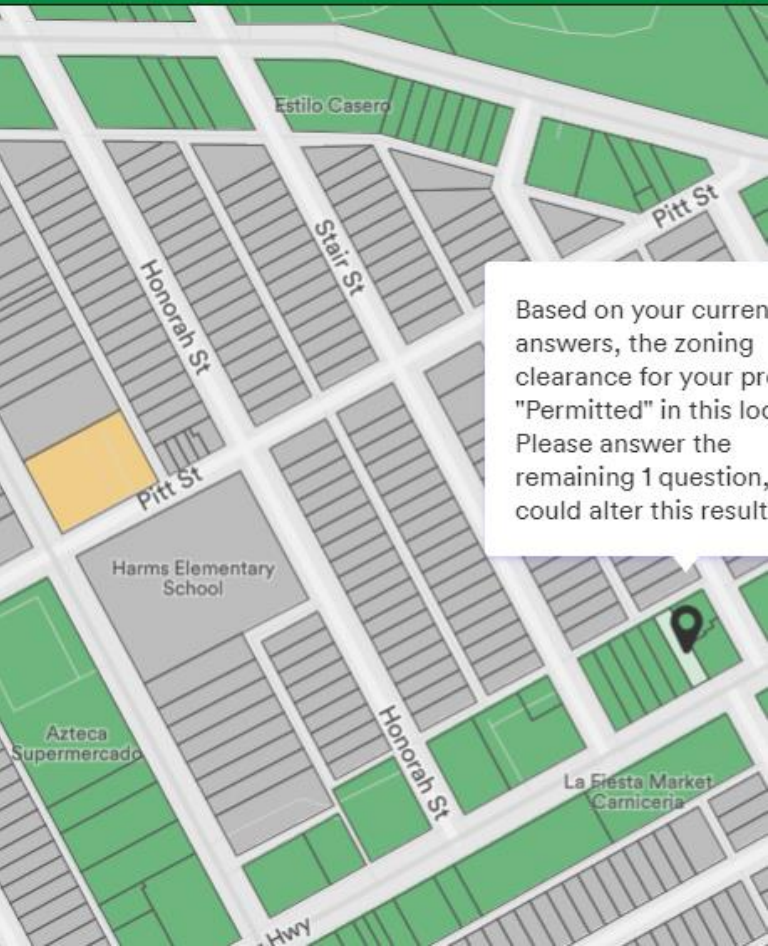 Estilo Casero
Pitt St
Stair St
Honorah St
Based on your curren
answers, the zoning
clearance for your pr
"Permitted" in this loc
Please answer the
remaining 1 question,
could alter this result
Pitt St
Harms Elementary
School
Azteca
Supermercado
Honorah St
La Fiesta Market
Carniceria
Hwy